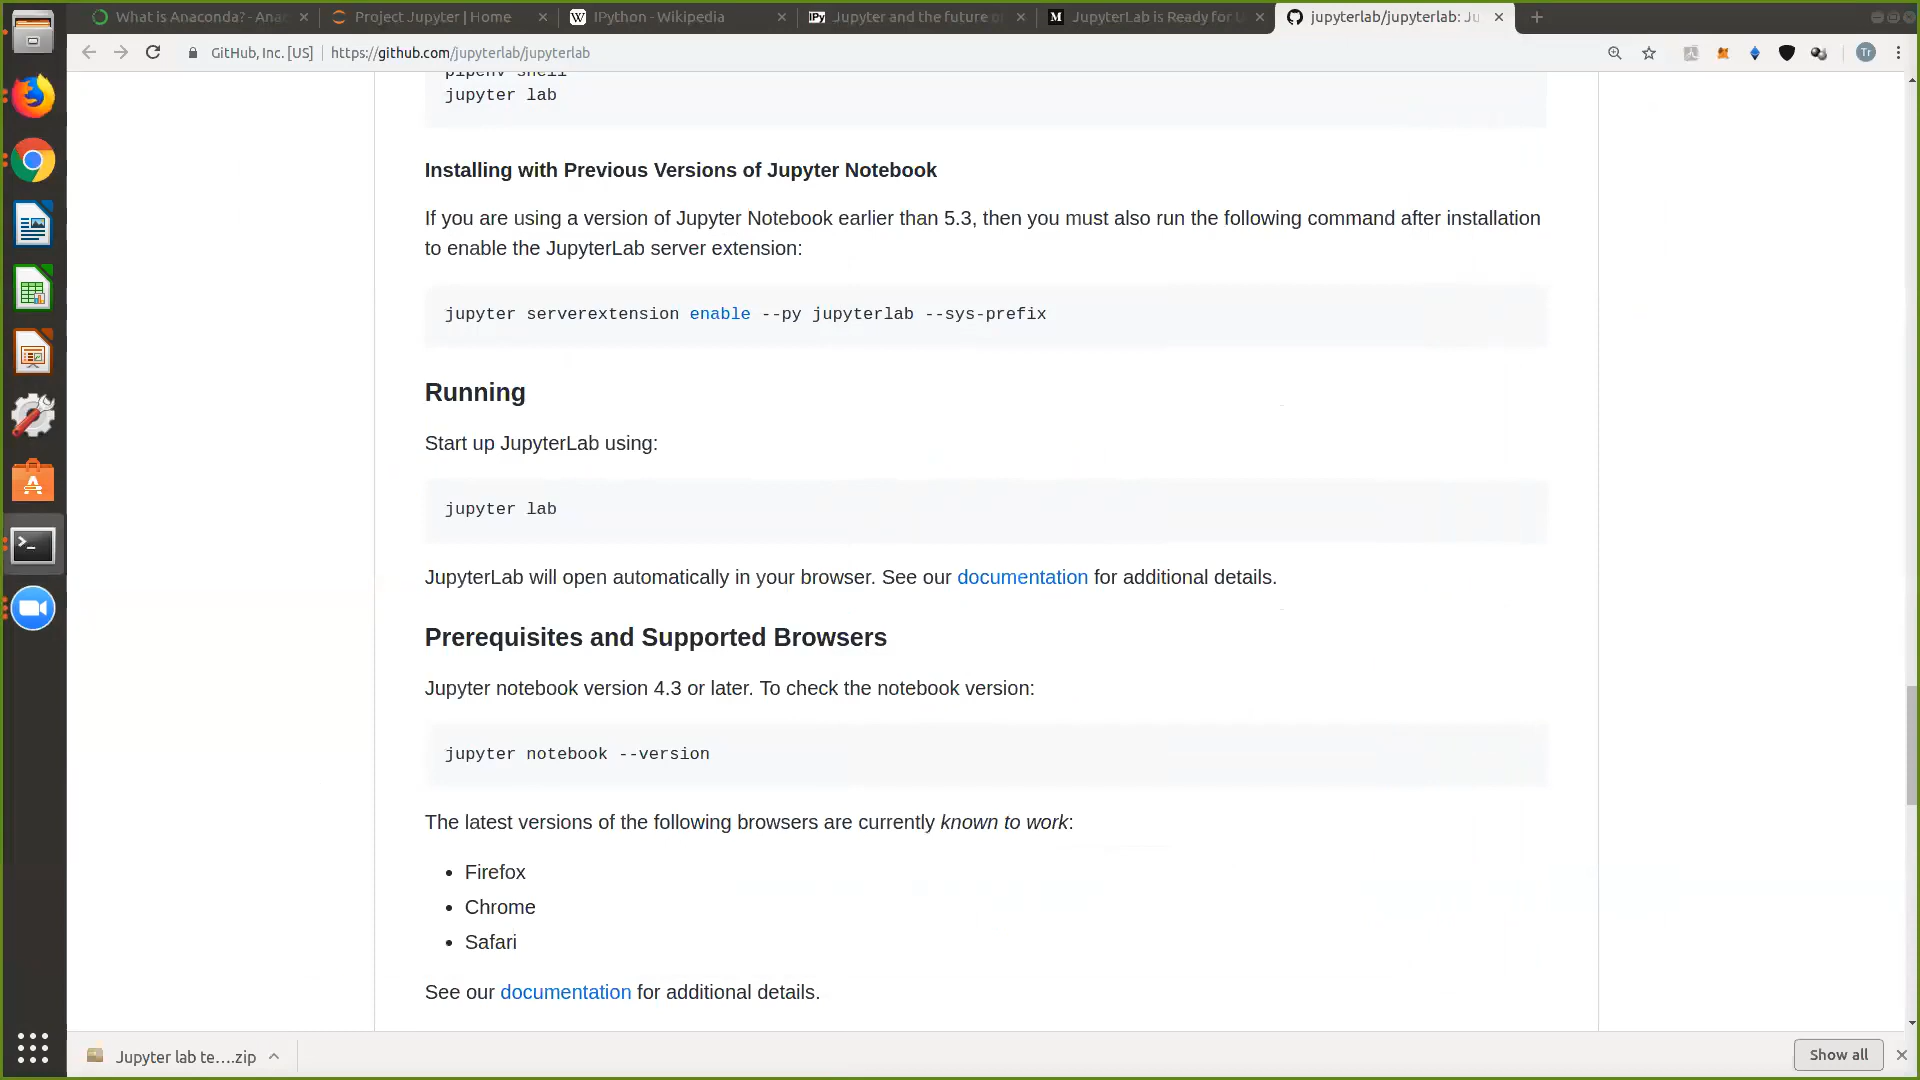 What is Anaconda? - Ana
Project Jupyter | Home
IPython - Wikipedia
Jupyter and the future o
JupyterLab is Ready for U
jupyterlab/jupyterlab: Ju
GitHub, Inc. [US]
https://github.com/jupyterlab/jupyterlab
Tr
pipenv shell
jupyter lab
Installing with Previous Versions of Jupyter Notebook
If you are using a version of Jupyter Notebook earlier than 5.3, then you must also run the following command after installation
to enable the JupyterLab server extension:
jupyter serverextension enable --py jupyterlab --sys-prefix
Running
Start up JupyterLab using:
jupyter lab
JupyterLab will open automatically in your browser. See our documentation for additional details.
Prerequisites and Supported Browsers
Jupyter notebook version 4.3 or later. To check the notebook version:
jupyter notebook --version
The latest versions of the following browsers are currently known to work:
• Firefox
• Chrome
• Safari
See our documentation for additional details.
Jupyter lab te....zip
Show all